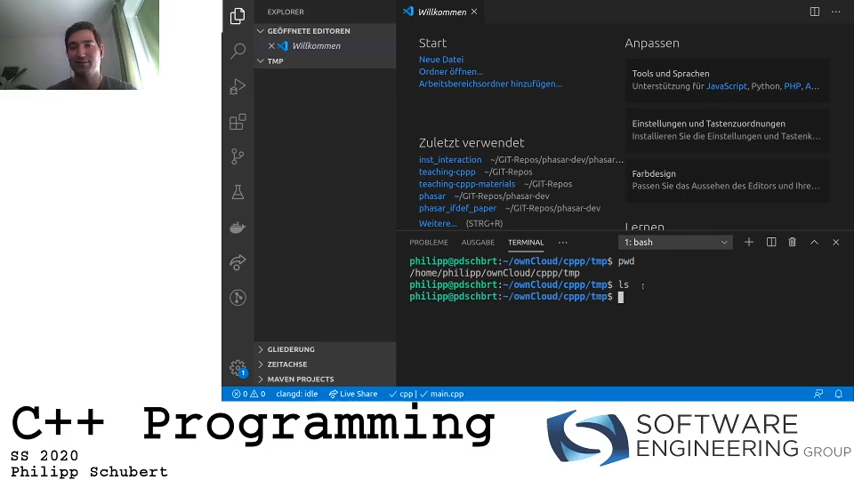 EXPLORER
GEÖFFNETE EDITOREN
Willkommen
TMP
GLIEDERUNG
ZEITACHSE
MAVEN PROJECTS
Willkommen
Start
Neue Datei
Ordner öffnen...
Arbeitsbereichsordner hinzufügen...
Zuletzt verwendet
inst_interaction ~/GIT-Repos/phasar-dev/phasar...
teaching-cppp ~/GIT-Repos
teaching-cppp-materials ~/GIT-Repos
phasar ~/GIT-Repos/phasar-dev
phasar_ifdef_paper ~/GIT-Repos/phasar-dev
Weitere... (STRG+R)
Anpassen
Tools und Sprachen
Unterstützung für JavaScript, Python, PHP, A...
Einstellungen und Tastenzuordnungen
Installieren Sie die Einstellungen und Tastenk...
Farbdesign
Passen Sie das Aussehen des Editors und Ihre...
Lernen
PROBLEME AUSGABE TERMINAL ... 1: bash
philipp@pdschbrt:~/ownCloud/cppp/tmp$ pwd
/home/philipp/ownCloud/cppp/tmp
philipp@pdschbrt:~/ownCloud/cppp/tmp$ ls
philipp@pdschbrt:~/ownCloud/cppp/tmp$
1
0 0 clangd: idle Live Share cpp | main.cpp
C++ Programming
SS 2020
Philipp Schubert
SOFTWARE
ENGINEERING GROUP